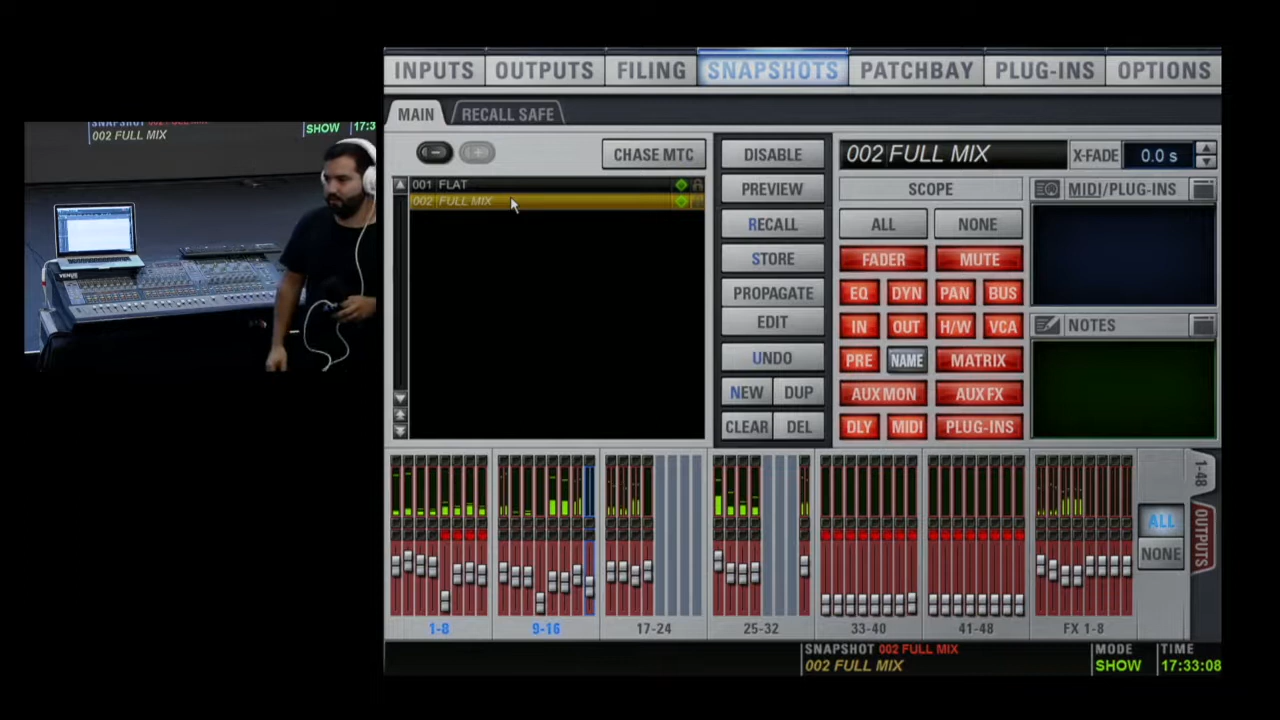 INPUTS OUTPUTS FILING SNAPSHOTS PATCHBAY PLUG-INS OPTIONS
MAIN RECALL SAFE
CHASE MTC
001 FLAT
002 FULL MIX
DISABLE
PREVIEW
RECALL
STORE
PROPAGATE
EDIT
UNDO
NEW DUP
CLEAR DEL
002 FULL MIX X-FADE 0.0 s
SCOPE
ALL NONE
FADER MUTE
EQ DYN PAN BUS
IN OUT H/W VCA
PRE NAME MATRIX
AUX MON AUX FX
DLY MIDI PLUG-INS
MIDI/PLUG-INS
NOTES
1-48
OUTPUTS
ALL
NONE
1-8 9-16 17-24 25-32 33-40 41-48 FX 1-8
SNAPSHOT 002 FULL MIX
002 FULL MIX
MODE
SHOW
TIME
17:33:08
SNAPSHOT
002 FULL MIX
SHOW 17:3
VENUE